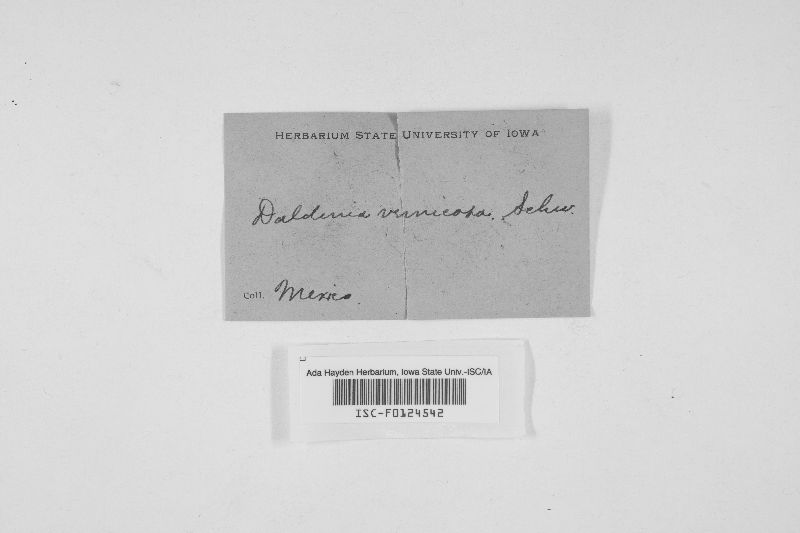 HERBARIUM STATE UNIVERSITY OF IOWA
Daldinia vernicosa. Schw.
Coll. Mexico.
Ada Hayden Herbarium, Iowa State Univ.-ISC/IA
ISC-F0124542